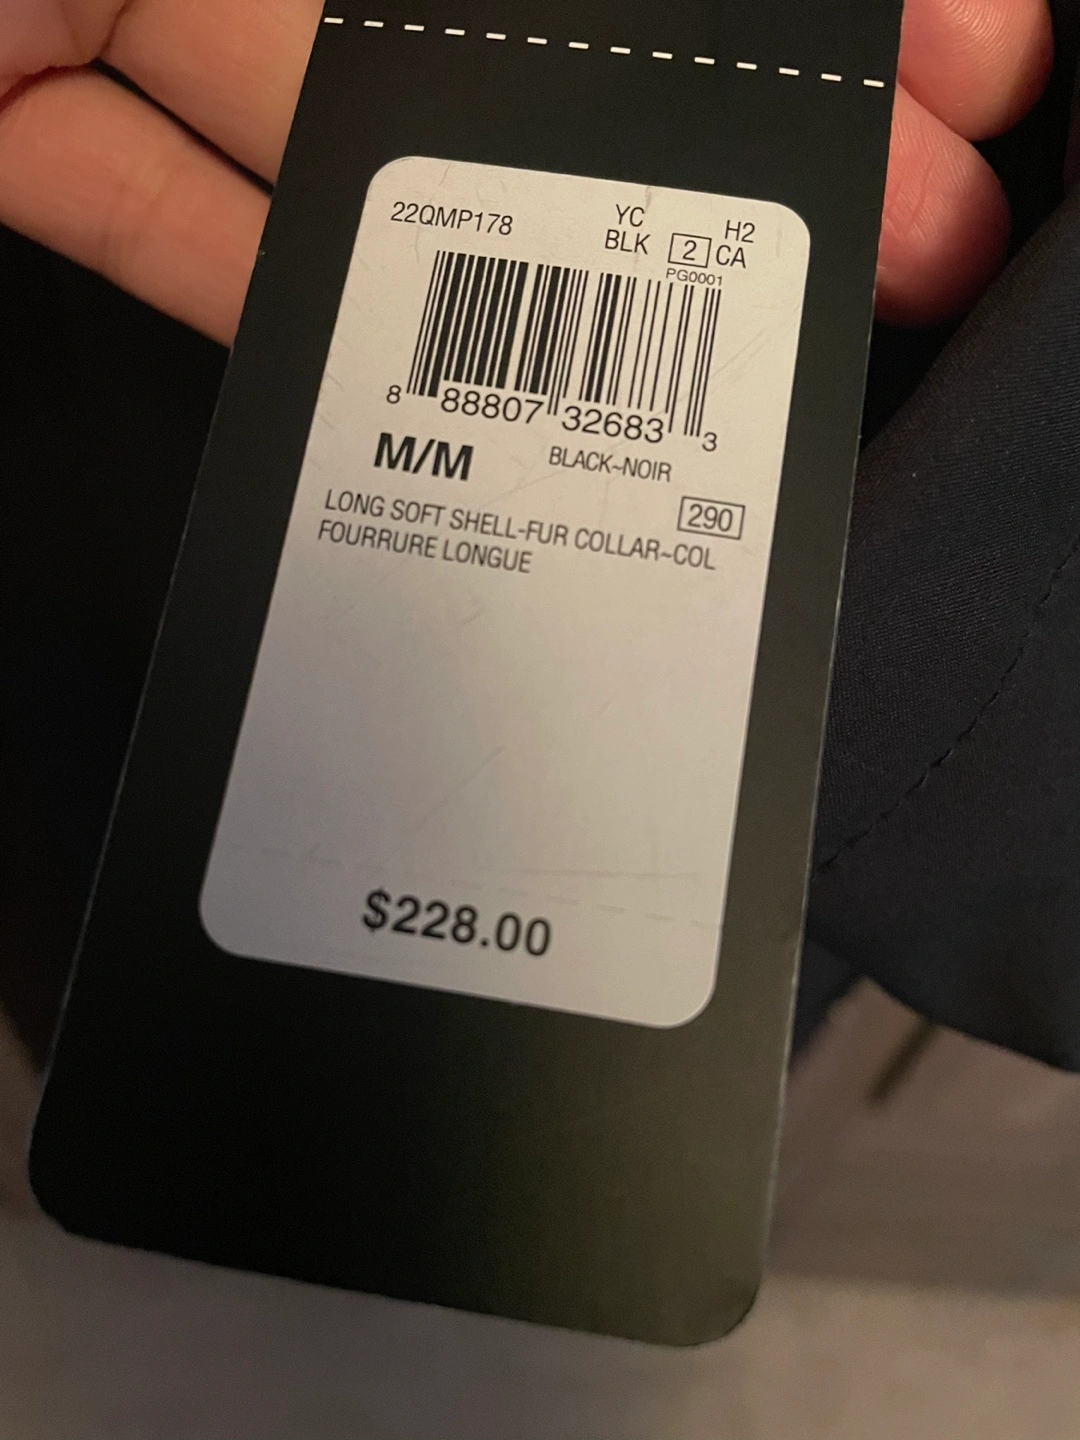 22QMP178 YC H2
BLK 2 CA
PG0001
8 88807 32683 3
M/M BLACK~NOIR
290
LONG SOFT SHELL-FUR COLLAR~COL
FOURRURE LONGUE
$228.00